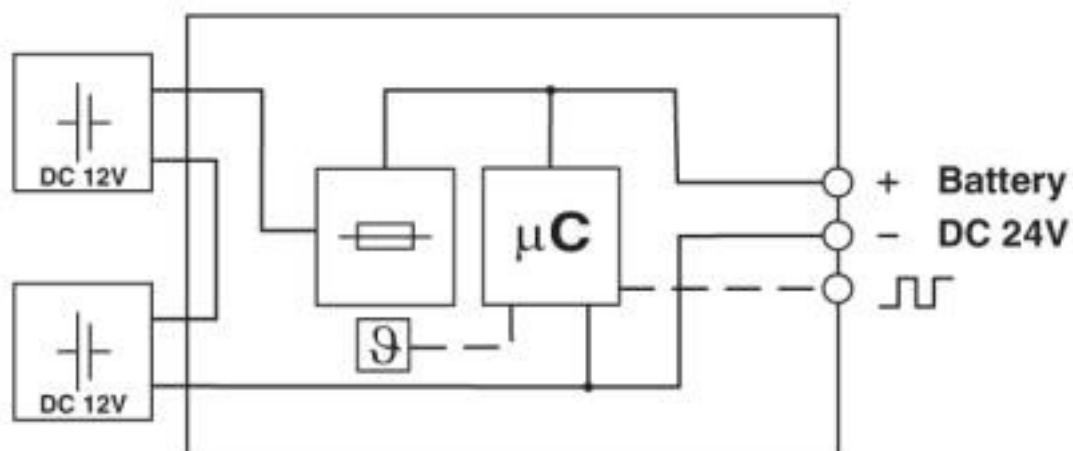 DC 12V
DC 12V
µC
ϑ
+ Battery
– DC 24V